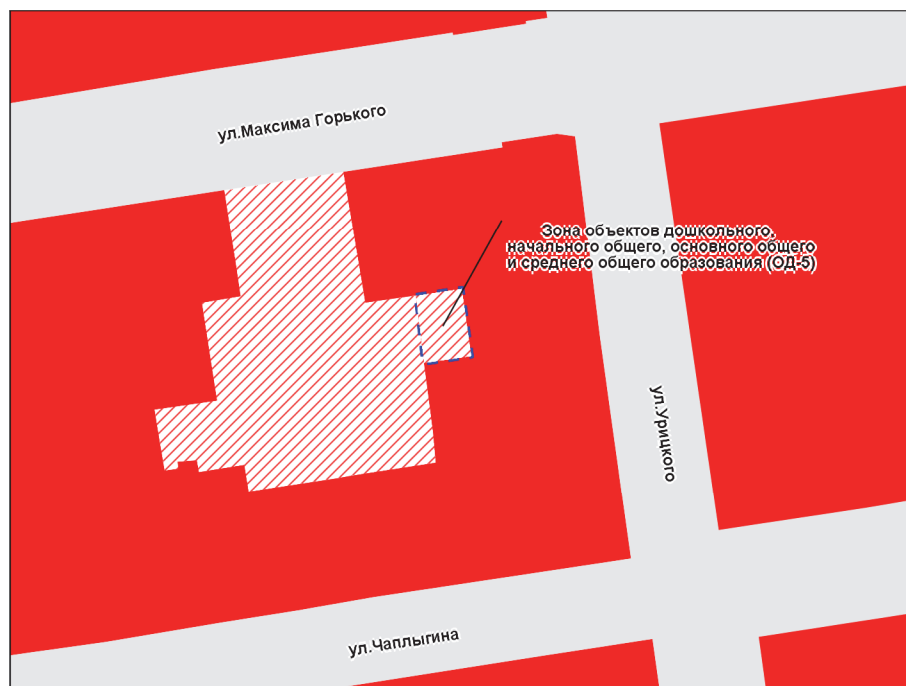 ул.Максима Горького
Зона объектов дошкольного,
начального общего, основного общего
и среднего общего образования (ОД-5)
ул.Урицкого
ул.Чаплыгина